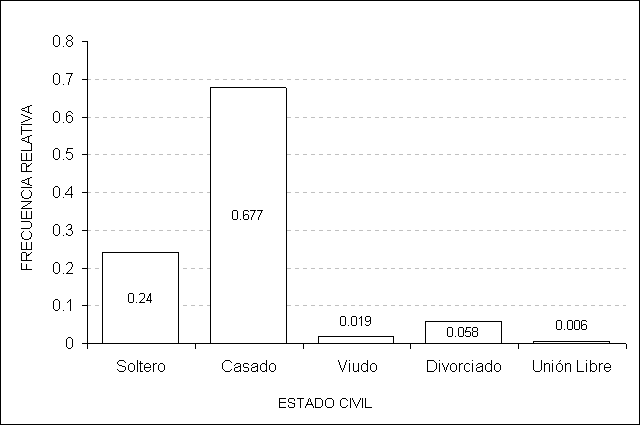 0.8
0.7
0.6
0.5
0.4
0.3
0.2
0.1
0
FRECUENCIA RELATIVA
0.24
0.677
0.019
0.058
0.006
Soltero
Casado
Viudo
Divorciado
Unión Libre
ESTADO CIVIL